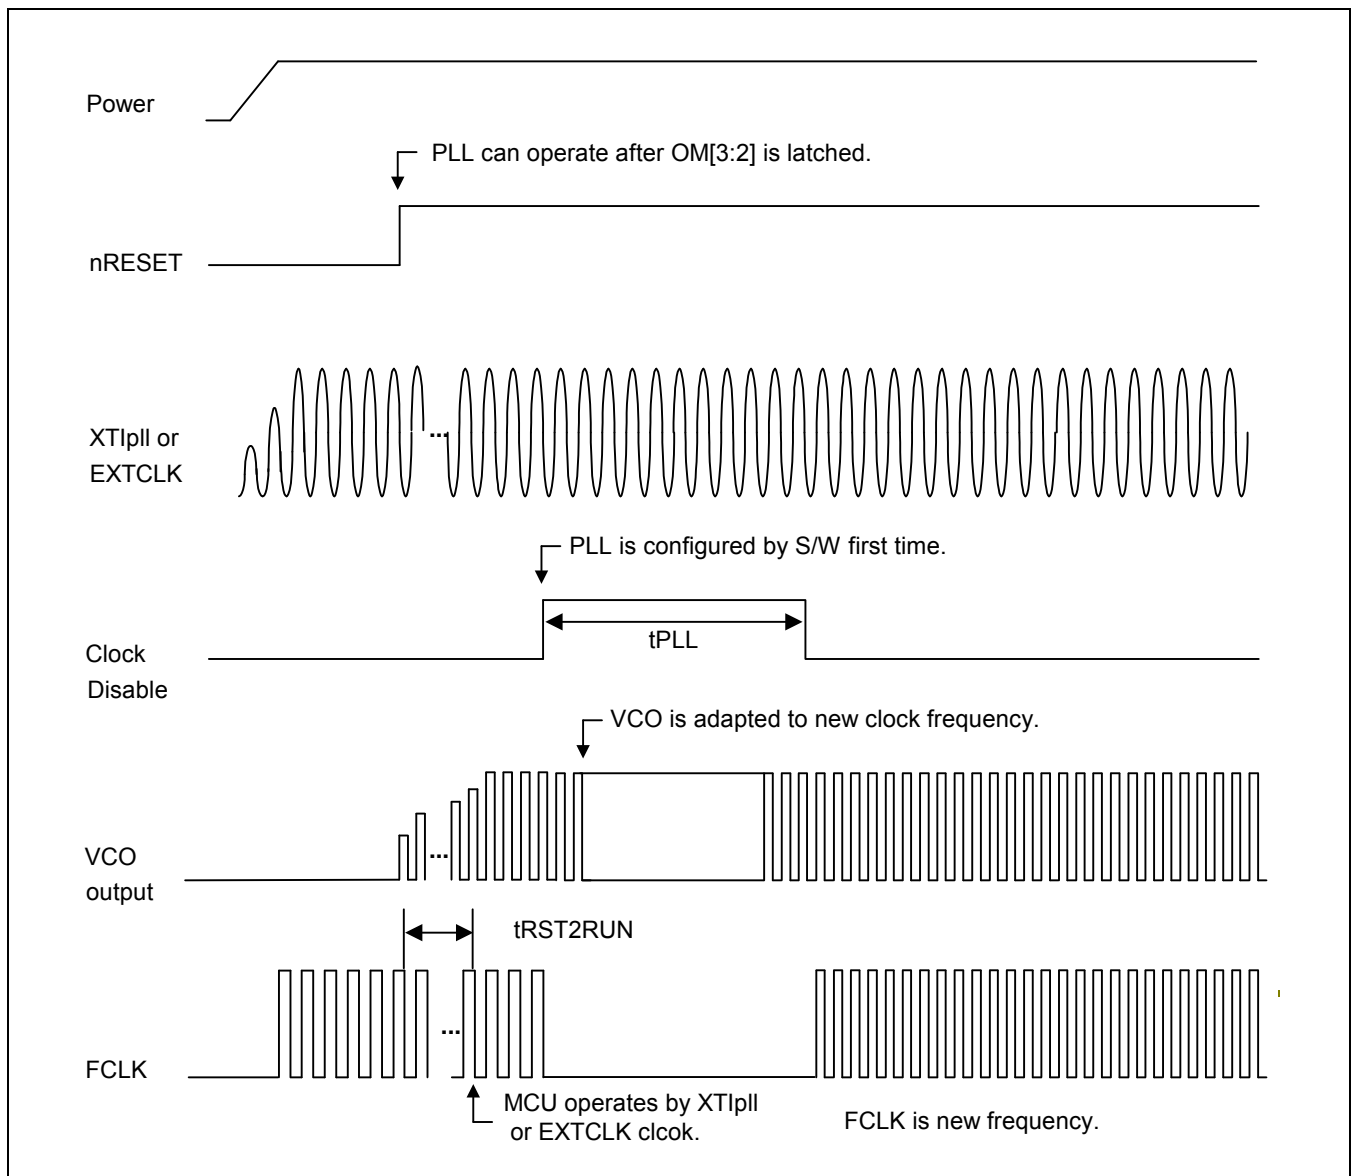 Power
PLL can operate after OM[3:2] is latched.
nRESET
XTIpll or
EXTCLK
...
PLL is configured by S/W first time.
tPLL
Clock
Disable
VCO is adapted to new clock frequency.
VCO
output
...
tRST2RUN
...
FCLK
MCU operates by XTIpll
or EXTCLK clcok.
FCLK is new frequency.